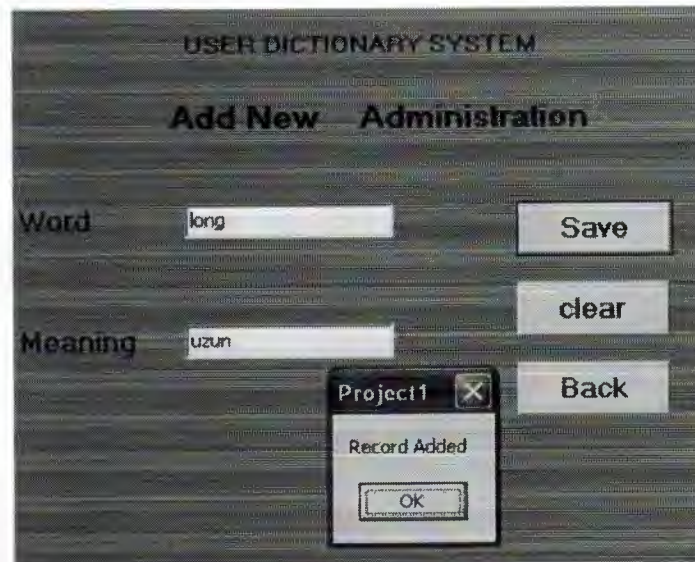 USER DICTIONARY SYSTEM
Add New Administration
Word
long
Save
clear
Meaning
uzun
Back
Project1
Record Added
OK